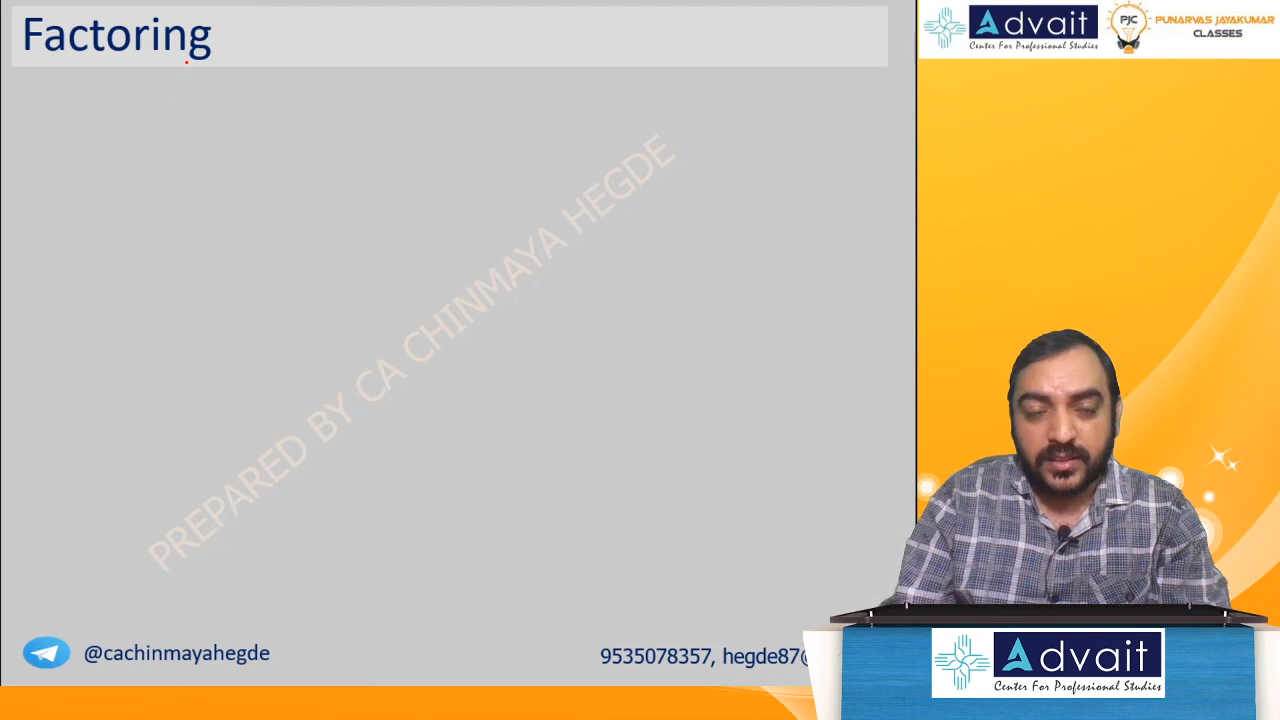 Factoring
Advait
Center For Professional Studies
PJC
PUNARVAS JAYAKUMAR
CLASSES
PREPARED BY CA CHINMAYA HEGDE
@cachinmayahegde
9535078357, hegde87@
Advait
Center For Professional Studies